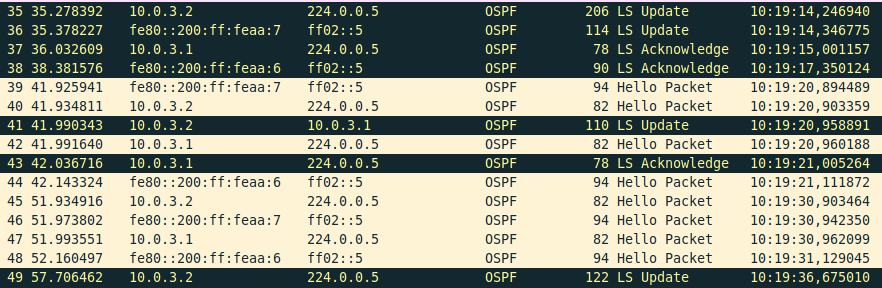 35 35.278392 10.0.3.2 224.0.0.5 OSPF 206 LS Update 10:19:14,246940
36 35.378227 fe80::200:ff:feaa:7 ff02::5 OSPF 114 LS Update 10:19:14,346775
37 36.032609 10.0.3.1 224.0.0.5 OSPF 78 LS Acknowledge 10:19:15,001157
38 38.381576 fe80::200:ff:feaa:6 ff02::5 OSPF 90 LS Acknowledge 10:19:17,350124
39 41.925941 fe80::200:ff:feaa:7 ff02::5 OSPF 94 Hello Packet 10:19:20,894489
40 41.934811 10.0.3.2 224.0.0.5 OSPF 82 Hello Packet 10:19:20,903359
41 41.990343 10.0.3.2 10.0.3.1 OSPF 110 LS Update 10:19:20,958891
42 41.991640 10.0.3.1 224.0.0.5 OSPF 82 Hello Packet 10:19:20,960188
43 42.036716 10.0.3.1 224.0.0.5 OSPF 78 LS Acknowledge 10:19:21,005264
44 42.143324 fe80::200:ff:feaa:6 ff02::5 OSPF 94 Hello Packet 10:19:21,111872
45 51.934916 10.0.3.2 224.0.0.5 OSPF 82 Hello Packet 10:19:30,903464
46 51.973802 fe80::200:ff:feaa:7 ff02::5 OSPF 94 Hello Packet 10:19:30,942350
47 51.993551 10.0.3.1 224.0.0.5 OSPF 82 Hello Packet 10:19:30,962099
48 52.160497 fe80::200:ff:feaa:6 ff02::5 OSPF 94 Hello Packet 10:19:31,129045
49 57.706462 10.0.3.2 224.0.0.5 OSPF 122 LS Update 10:19:36,675010